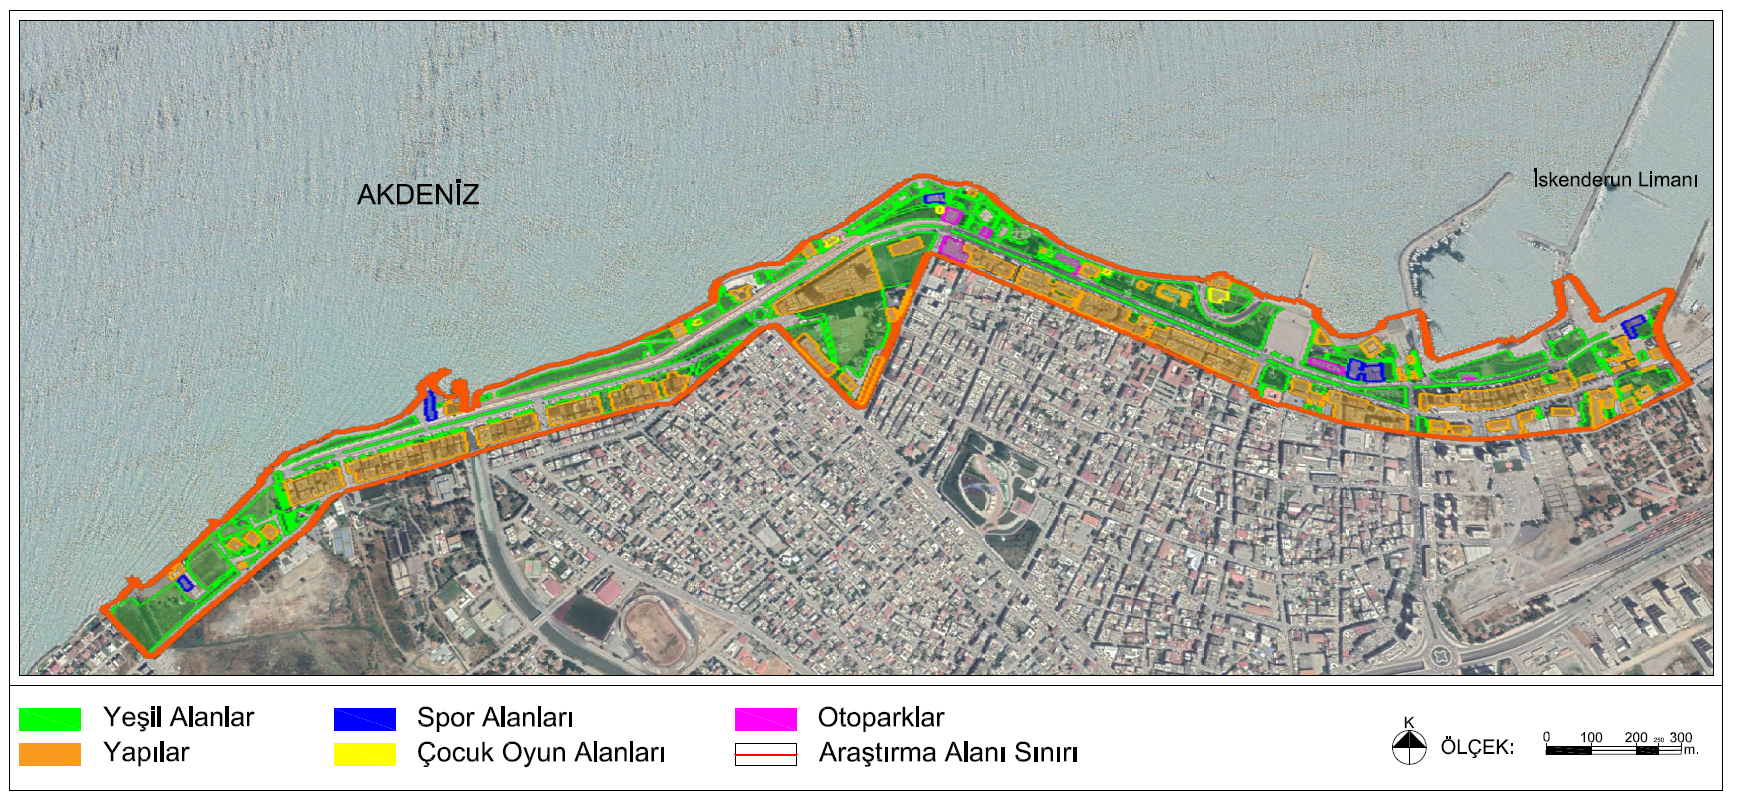 AKDENİZ
İskenderun Limanı
Yeşil Alanlar
Spor Alanları
Otoparklar
Yapılar
Çocuk Oyun Alanları
Araştırma Alanı Sınırı
K
ÖLÇEK:
0 100 200 250 300
m.